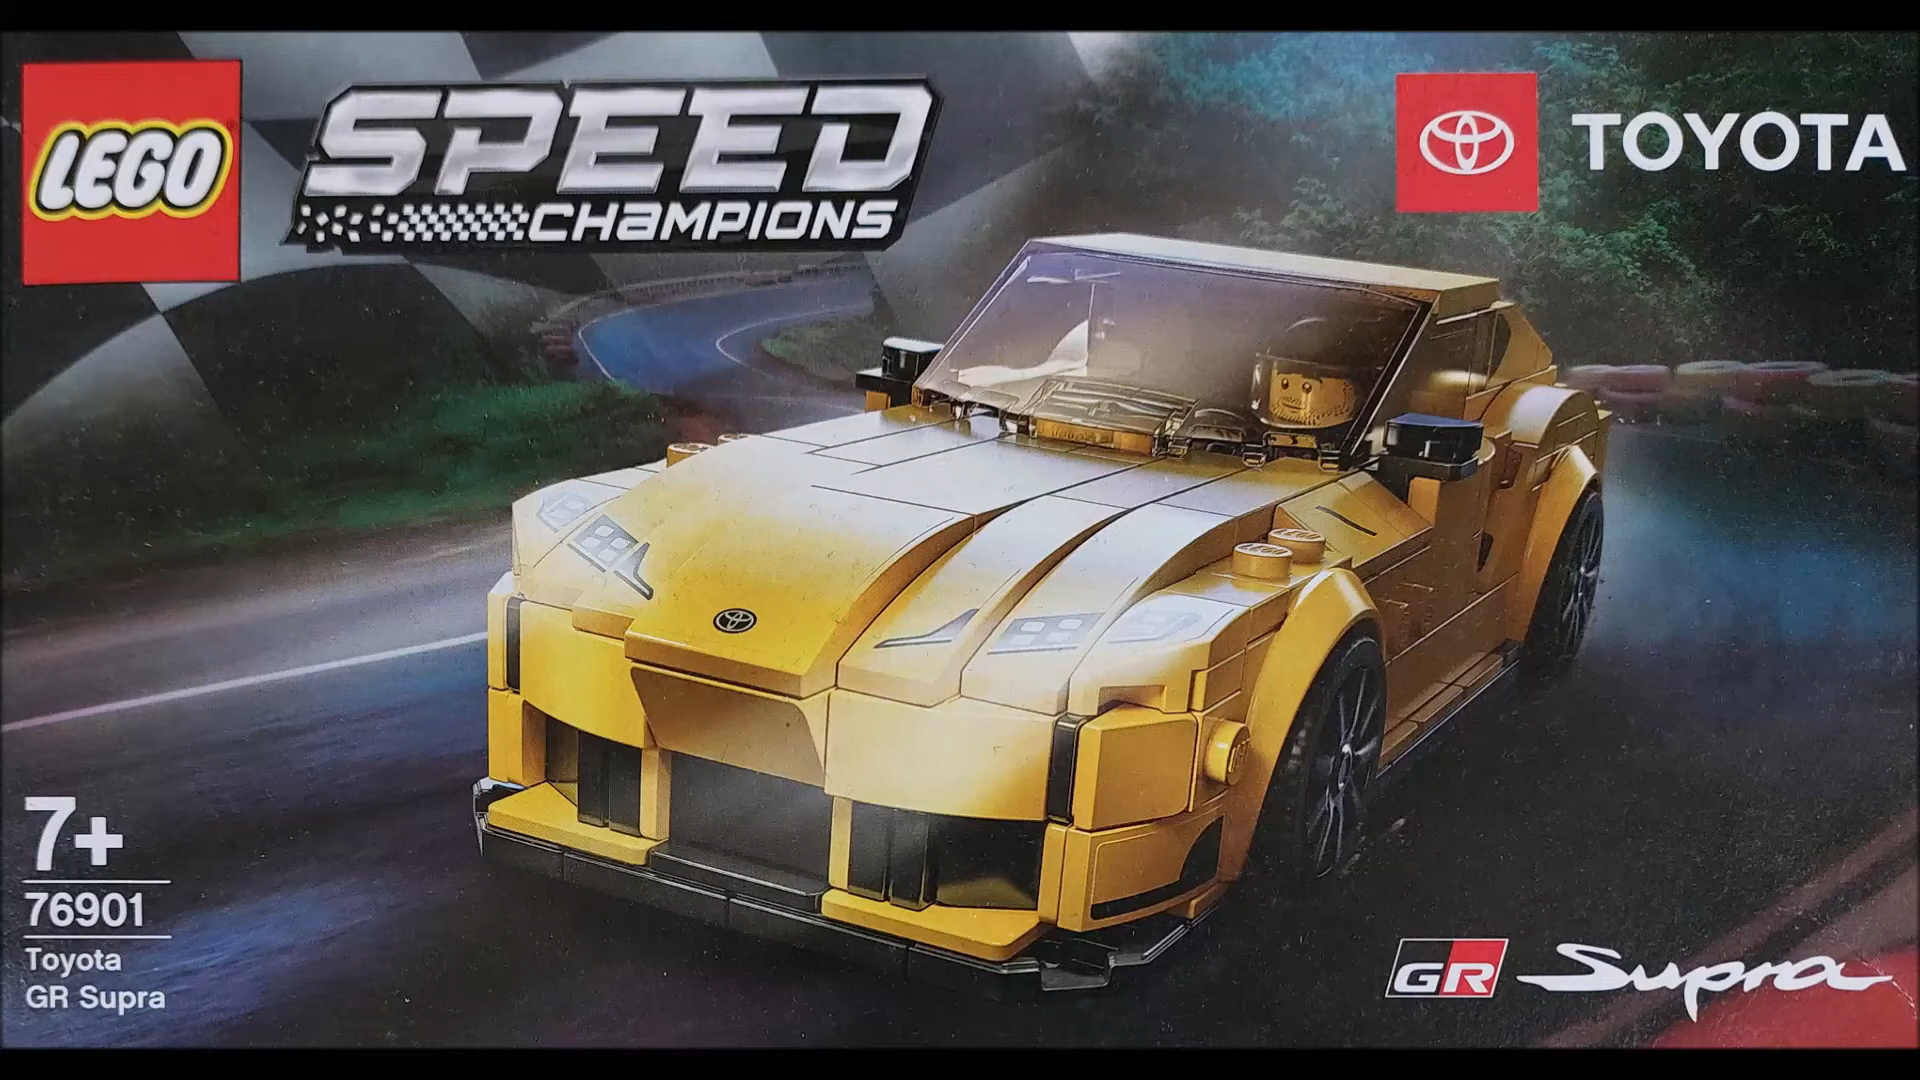 LEGO
SPEED
CHAMPIONS
TOYOTA
7+
76901
Toyota
GR Supra
GR Supra